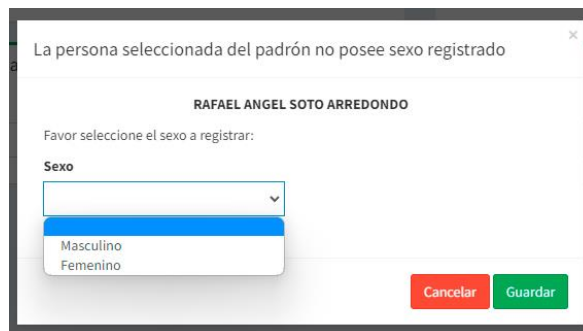 La persona seleccionada del padrón no posee sexo registrado
×
RAFAEL ANGEL SOTO ARREDONDO
Favor seleccione el sexo a registrar:
Sexo
Masculino
Femenino
Cancelar
Guardar